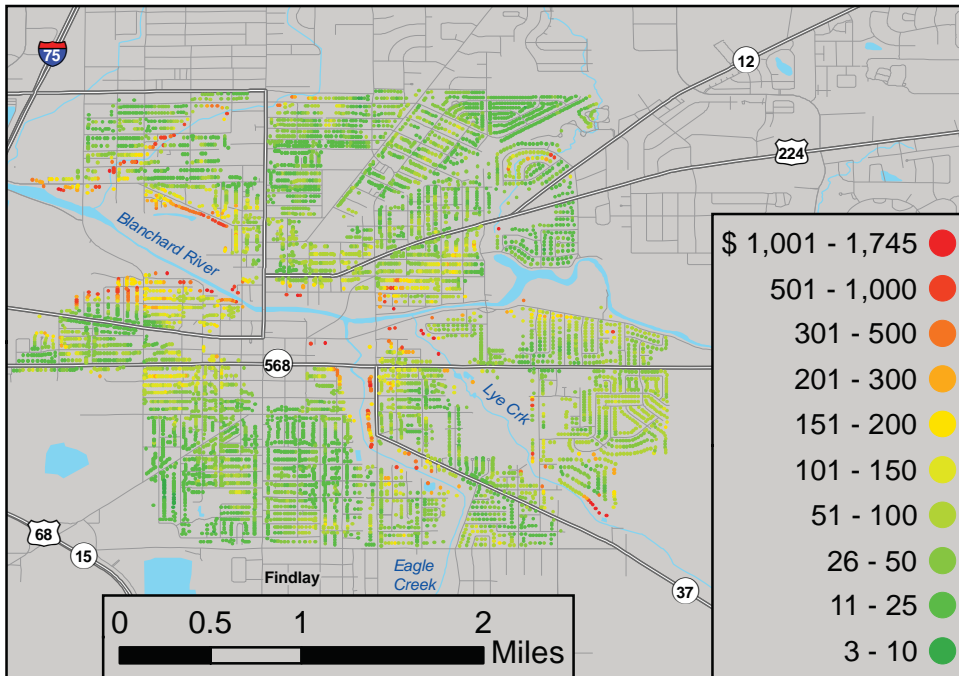 75
12
224
Blanchard River
$ 1,001 - 1,745
501 - 1,000
301 - 500
568
201 - 300
Lye Crk
151 - 200
101 - 150
51 - 100
68
15
26 - 50
Findlay
Eagle
Creek
37
11 - 25
0 0.5 1 2
Miles
3 - 10